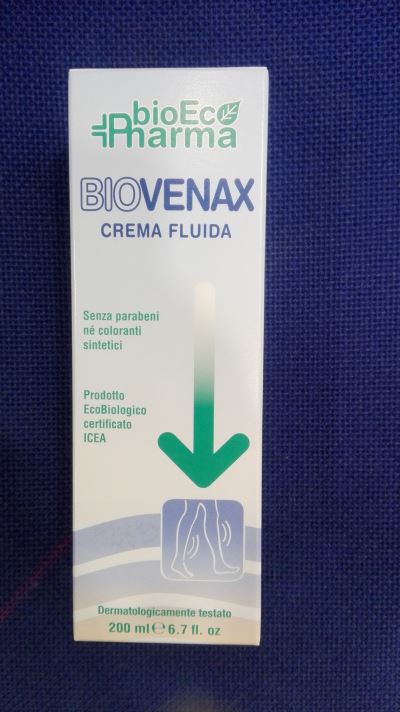 bioEco
Pharma
BIOVENAX
CREMA FLUIDA
Senza parabeni
né coloranti
sintetici
Prodotto
EcoBiologico
certificato
ICEA
Dermatologicamente testato
200 ml ℮ 6.7 fl. oz